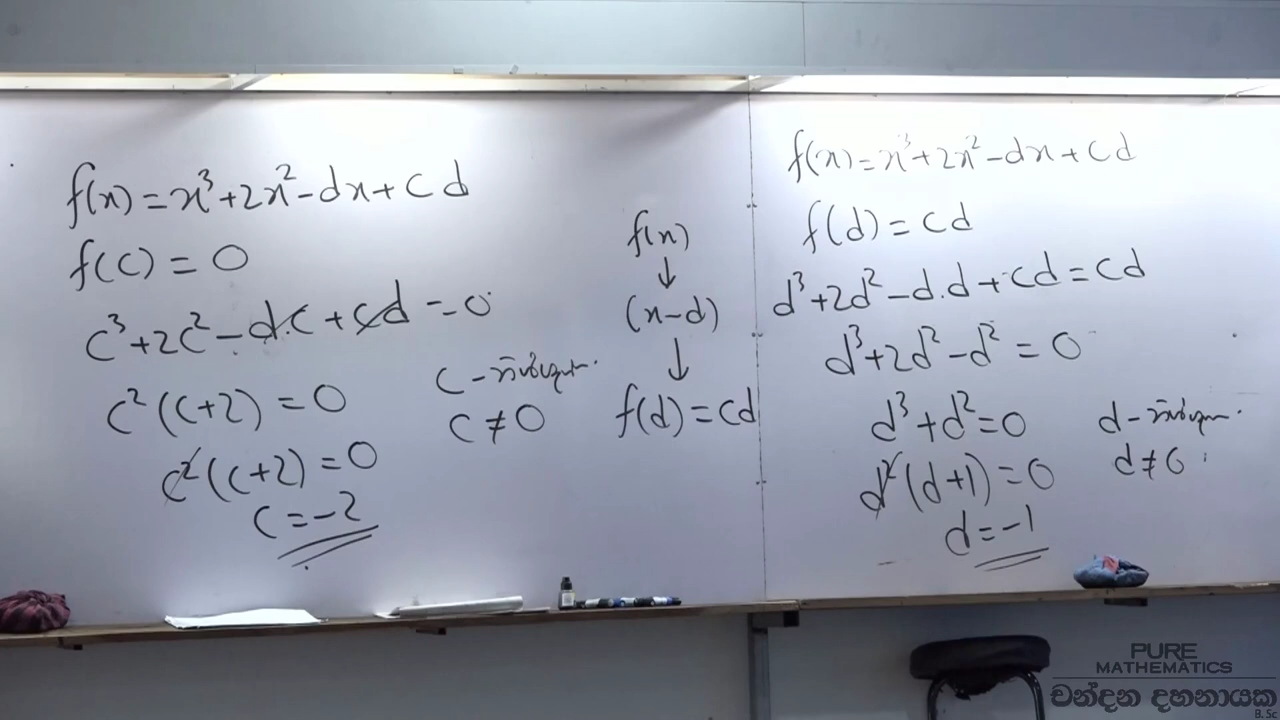 f(x) = x³ + 2x² - dx + cd
f(c) = 0
c³ + 2c² - d.c + cd = 0
c² (c+2) = 0
c² (c+2) = 0
c = -2
c -
c ≠ 0
f(x)
↓
(x-d)
↓
f(d) = cd
f(x) = x³ + 2x² - dx + cd
f(d) = cd
d³ + 2d² - d.d + cd = cd
d³ + 2d² - d² = 0
d³ + d² = 0
d² (d+1) = 0
d = -1
d -
d ≠ 0
PURE
MATHEMATICS
චන්දන දහනායක
B.Sc